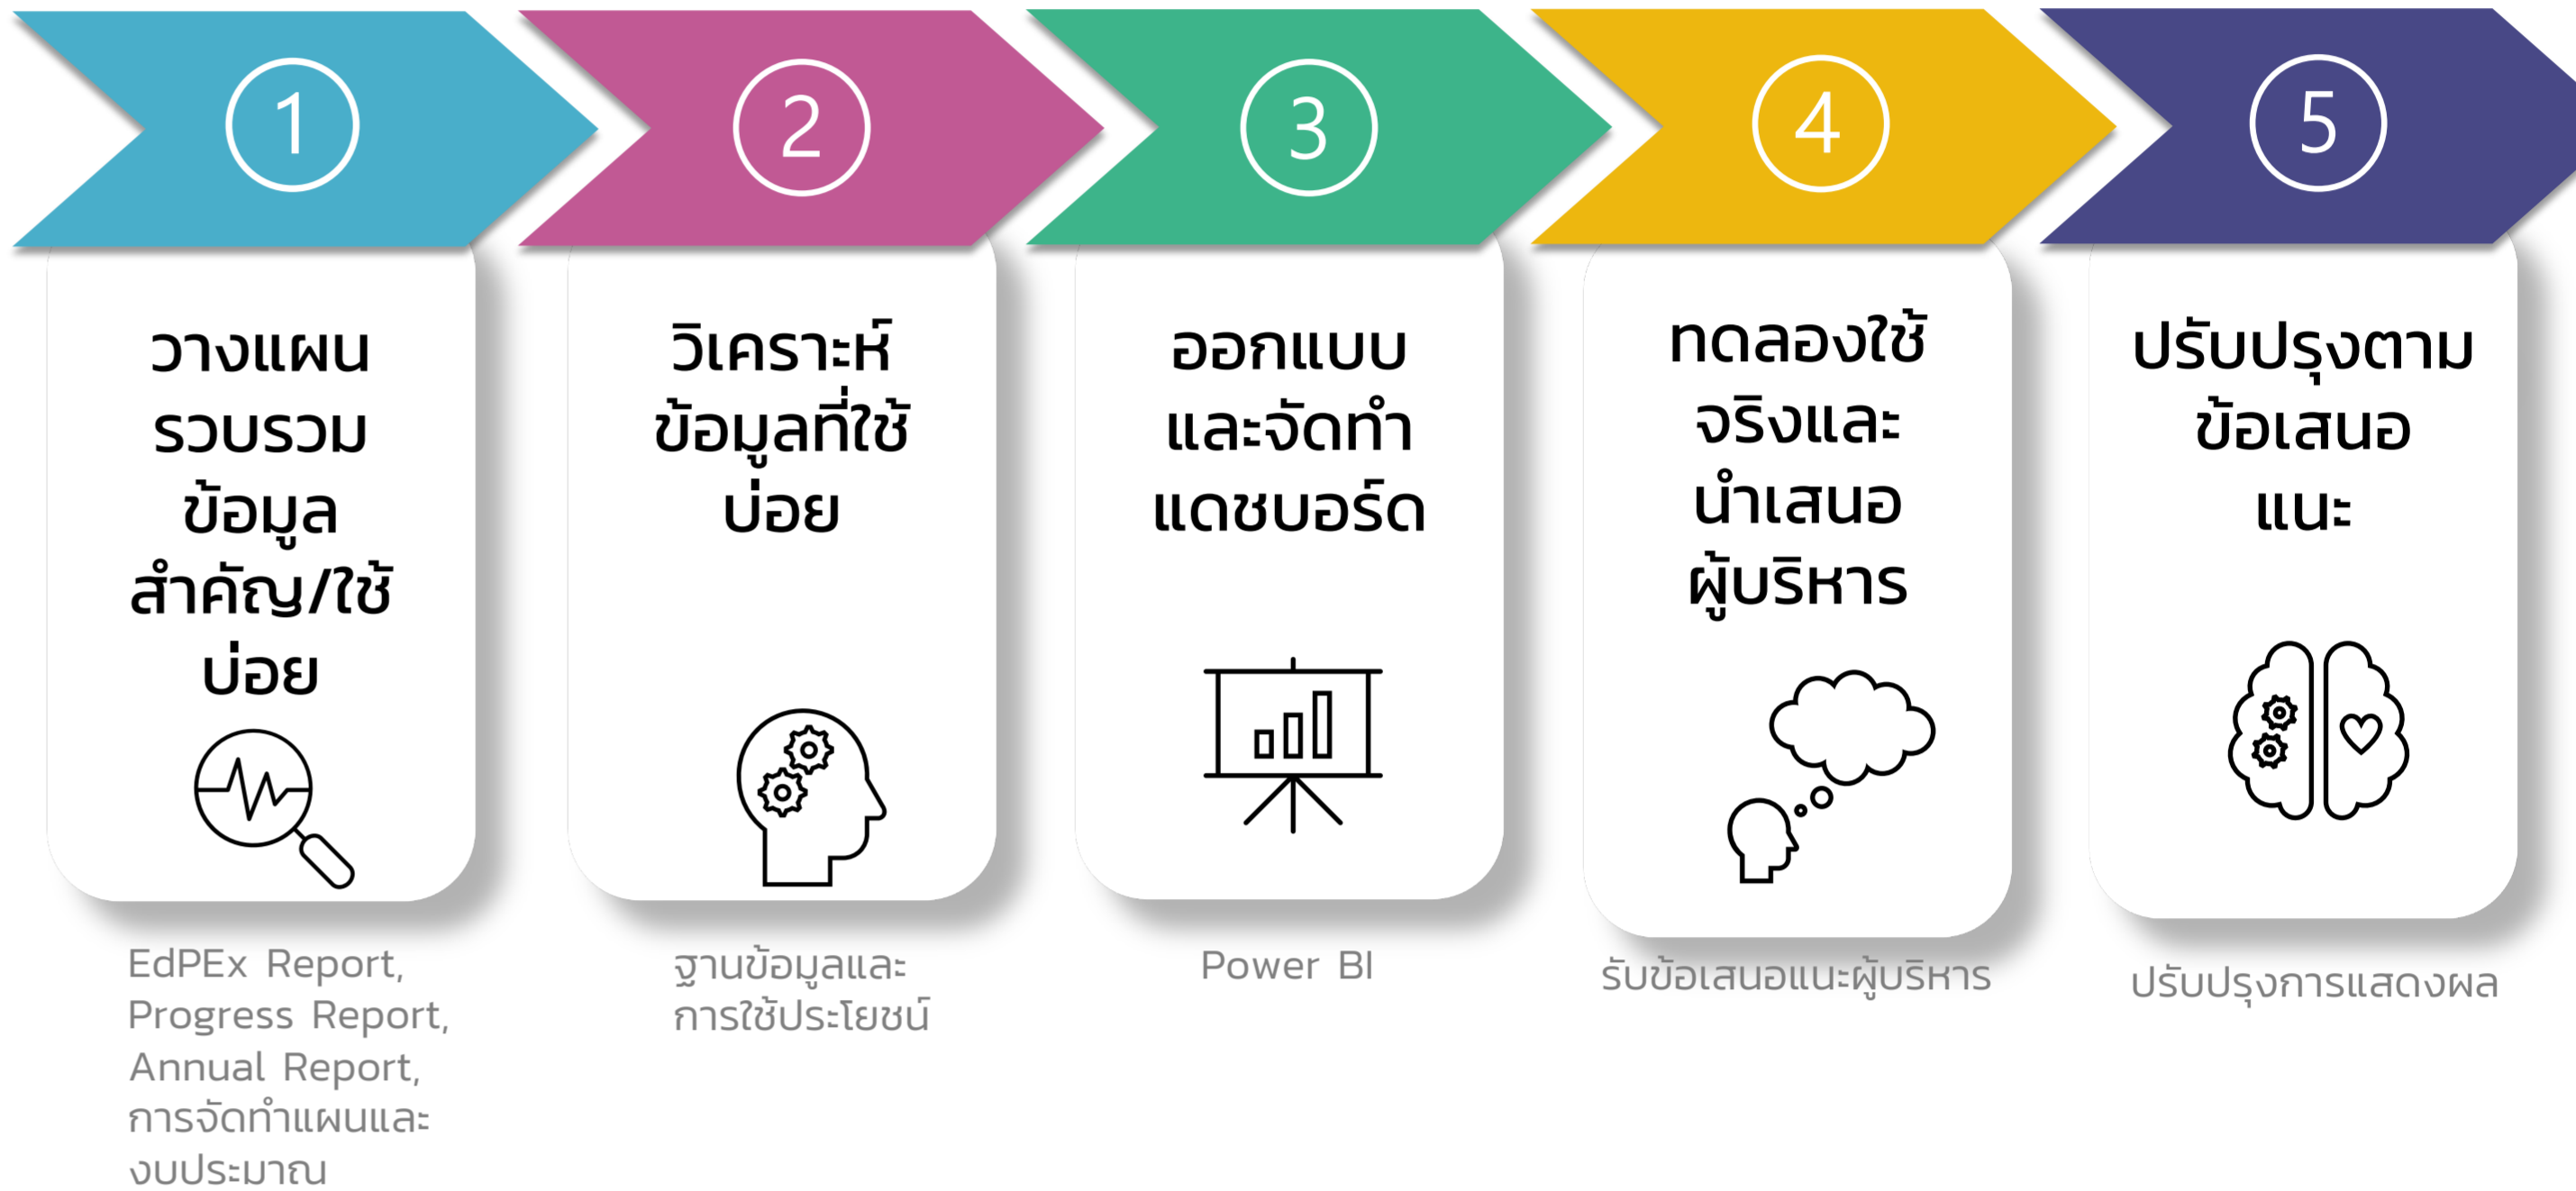 1
วางแผน
รวบรวม
ข้อมูล
สำคัญ/ใช้
บ่อย
EdPEx Report,
Progress Report,
Annual Report,
การจัดทำแผนและ
งบประมาณ
2
วิเคราะห์
ข้อมูลที่ใช้
บ่อย
ฐานข้อมูลและ
การใช้ประโยชน์
3
ออกแบบ
และจัดทำ
แดชบอร์ด
Power BI
4
ทดลองใช้
จริงและ
นำเสนอ
ผู้บริหาร
รับข้อเสนอแนะผู้บริหาร
5
ปรับปรุงตาม
ข้อเสนอ
แนะ
ปรับปรุงการแสดงผล